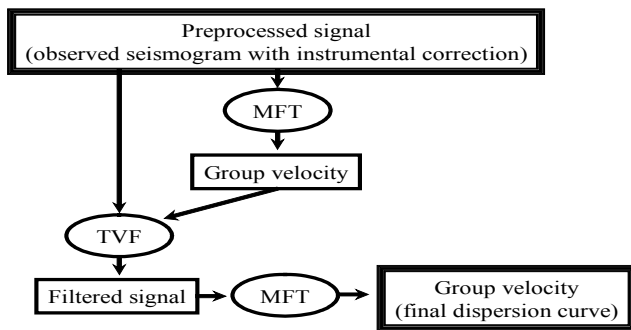 Preprocessed signal
(observed seismogram with instrumental correction)
MFT
Group velocity
TVF
Filtered signal
MFT
Group velocity
(final dispersion curve)